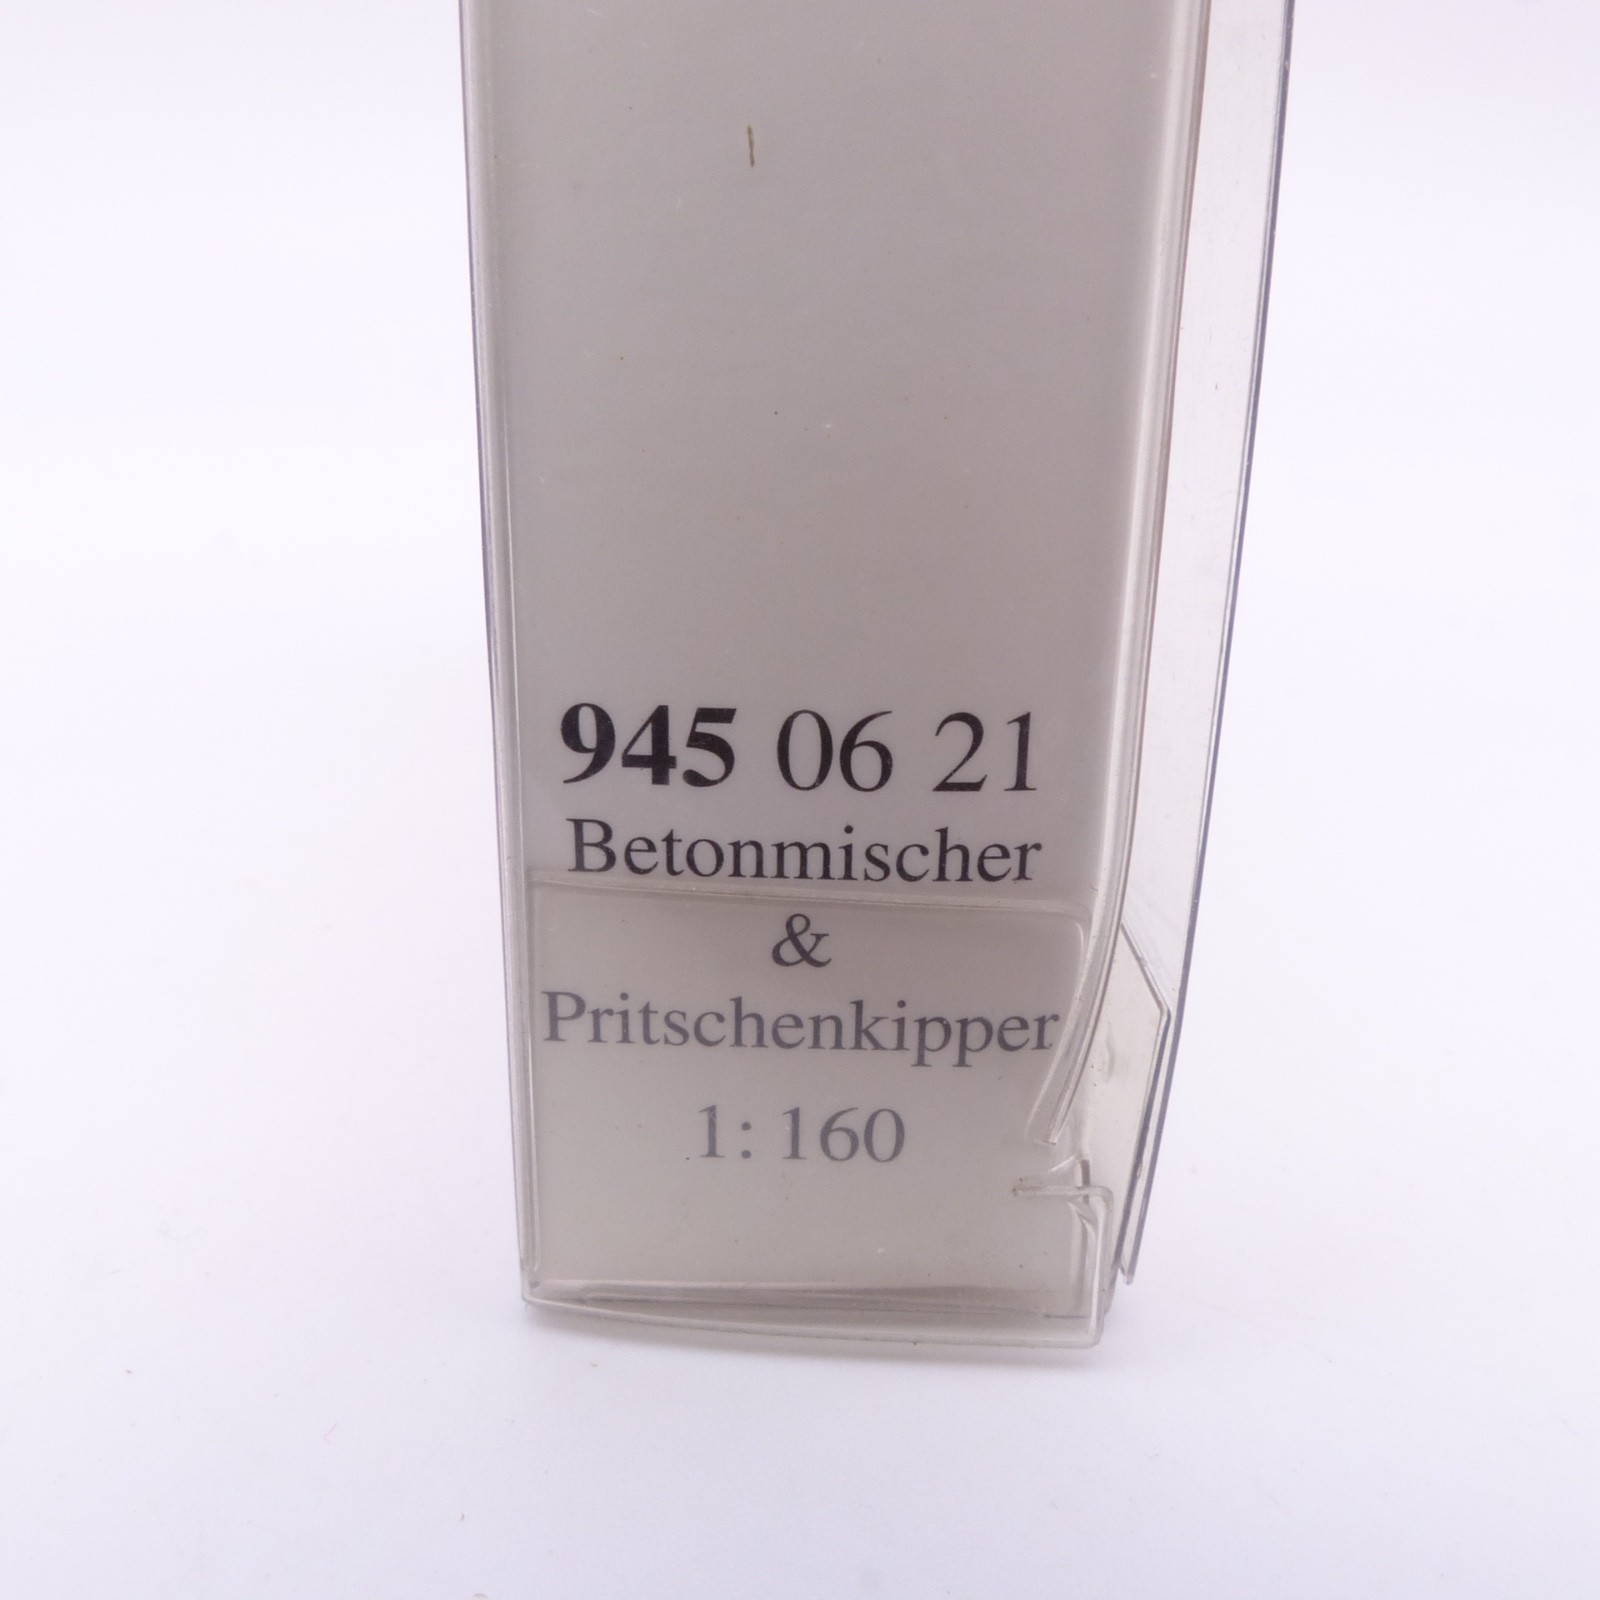 945 06 21
Betonmischer
&
Pritschenkipper
1: 160